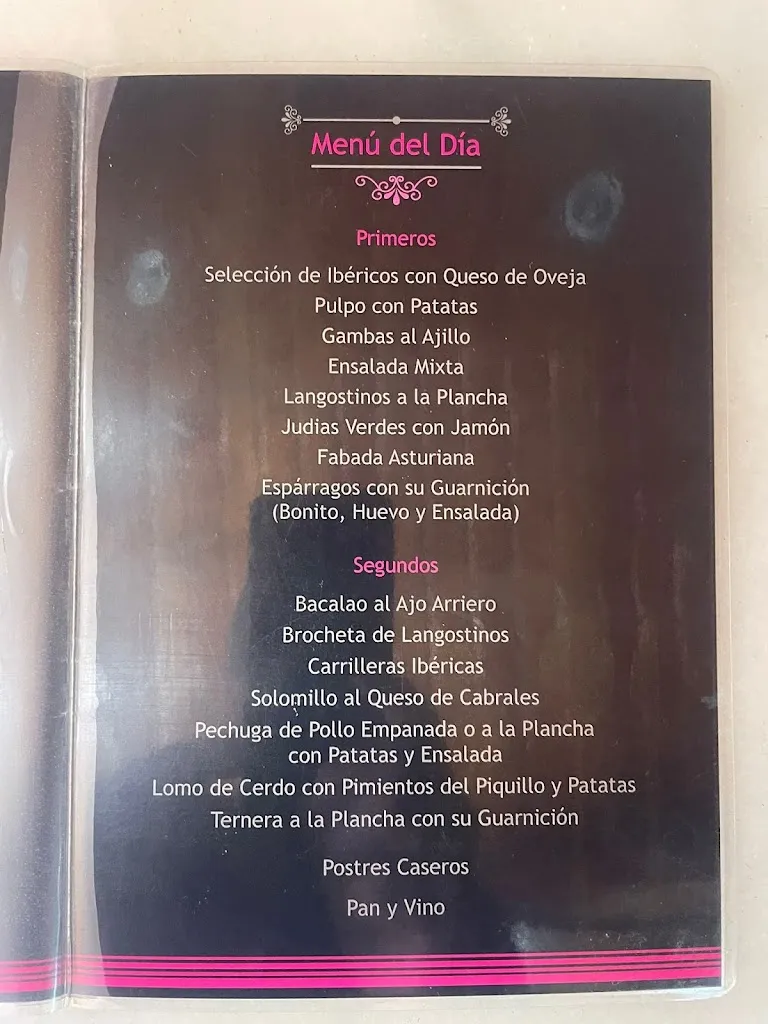 Menú del Día
Primeros
Selección de Ibéricos con Queso de Oveja
Pulpo con Patatas
Gambas al Ajillo
Ensalada Mixta
Langostinos a la Plancha
Judias Verdes con Jamón
Fabada Asturiana
Espárragos con su Guarnición
(Bonito, Huevo y Ensalada)
Segundos
Bacalao al Ajo Arriero
Brocheta de Langostinos
Carrilleras Ibéricas
Solomillo al Queso de Cabrales
Pechuga de Pollo Empanada o a la Plancha
con Patatas y Ensalada
Lomo de Cerdo con Pimientos del Piquillo y Patatas
Ternera a la Plancha con su Guarnición
Postres Caseros
Pan y Vino